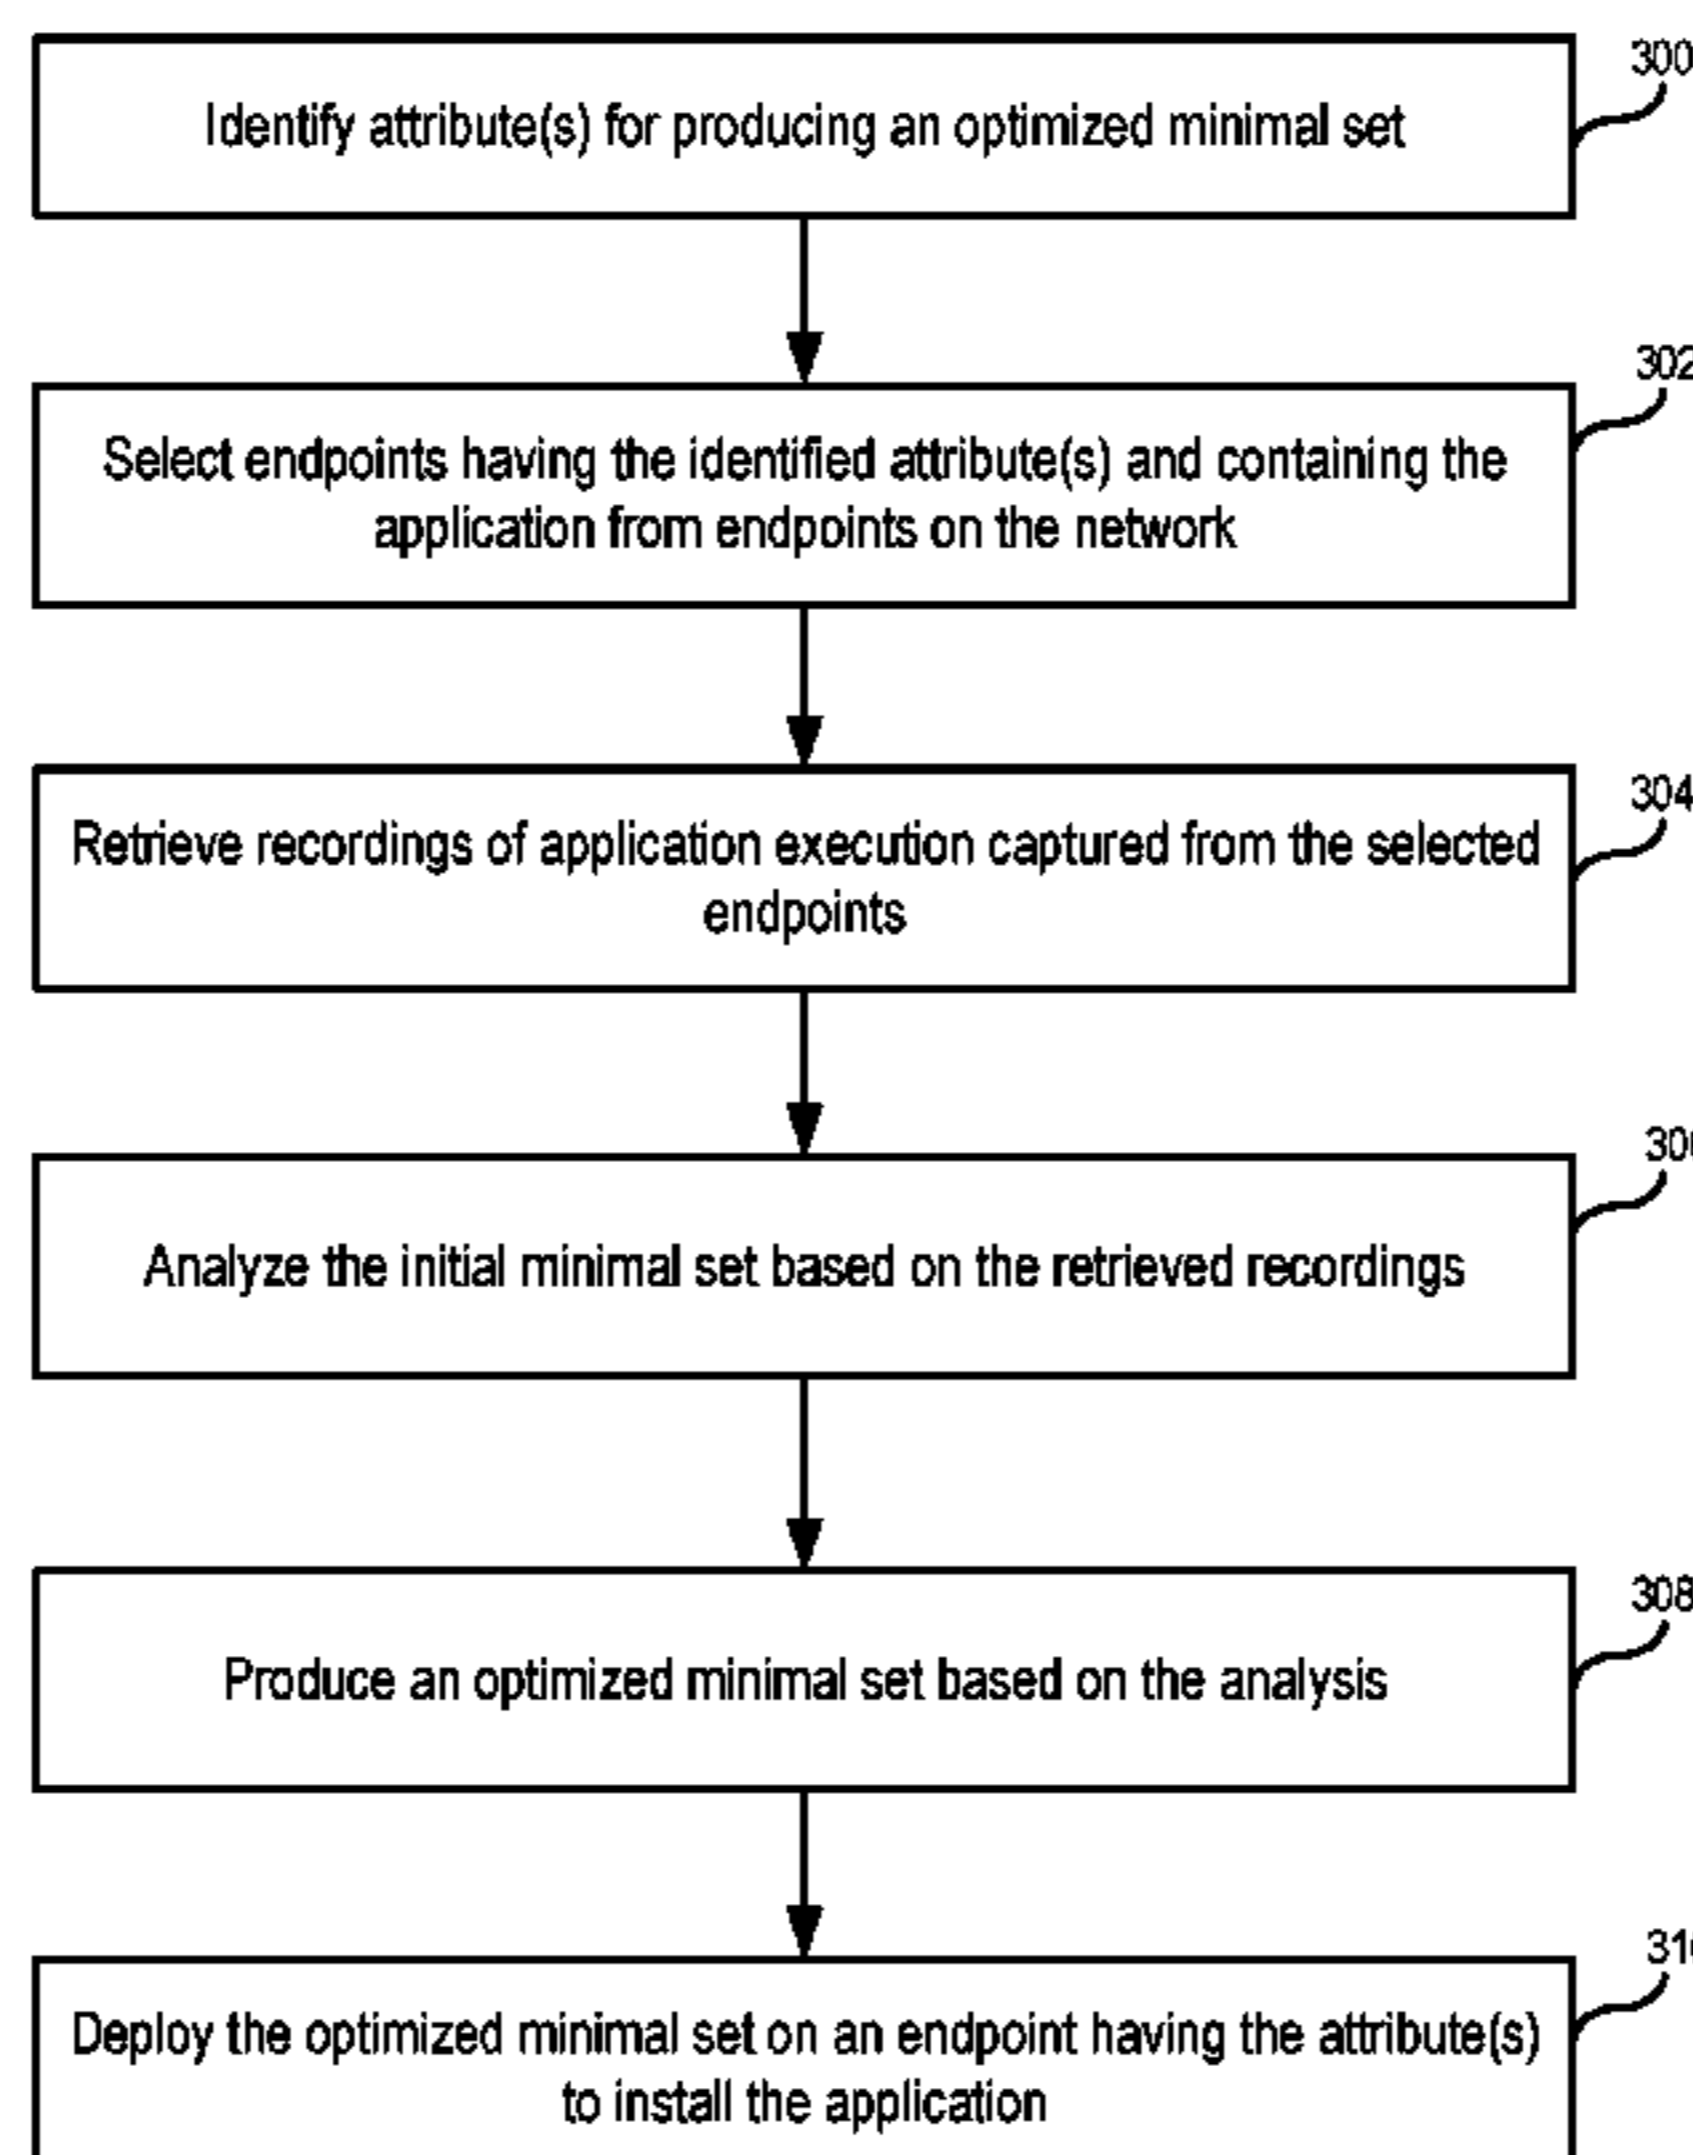 300
Identify attribute(s) for producing an optimized minimal set
302
Select endpoints having the identified attribute(s) and containing the
application from endpoints on the network
304
Retrieve recordings of application execution captured from the selected
endpoints
Analyze the initial minimal set based on the retrieved recordings
308
Produce an optimized minimal set based on the analysis
Deploy the optimized minimal set on an endpoint having the attribute(s)
to install the application